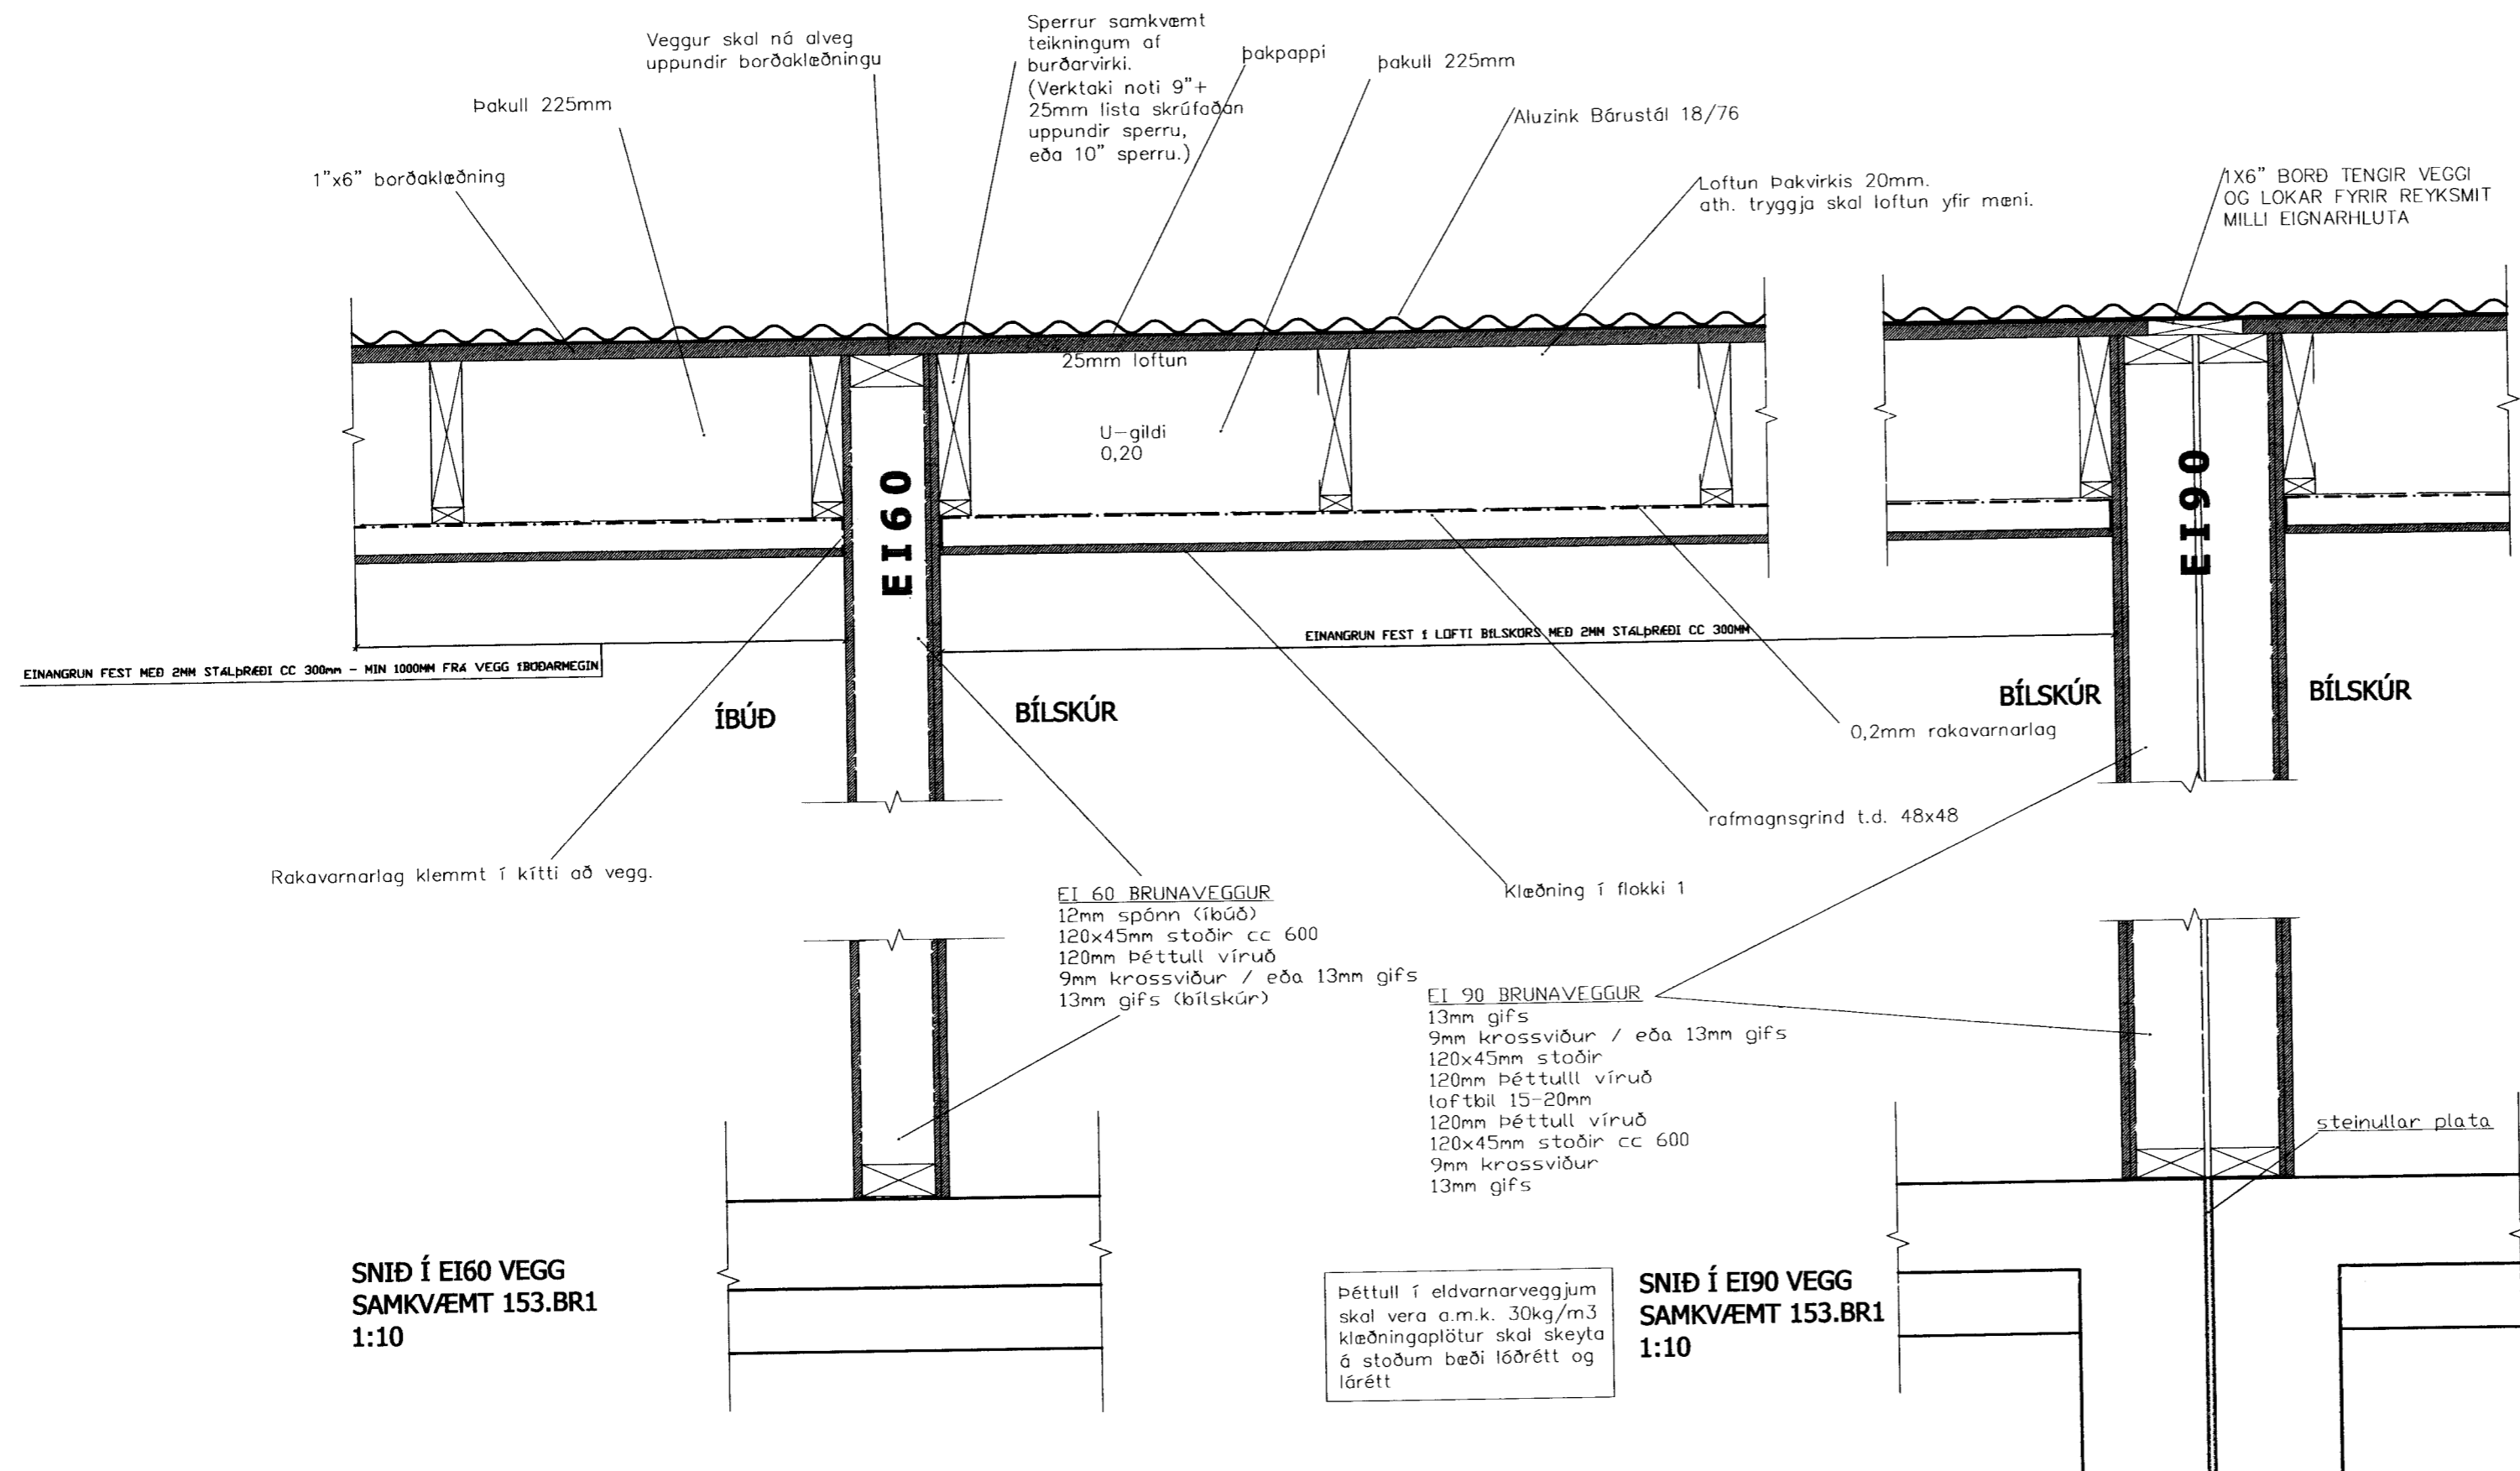 Veggur skal ná alveg
uppundir borðaklæðningu
Sperrur samkvæmt
teikningum af
burðarvirki.
(Verktaki noti 9"+
25mm lista skrúfaðan
uppundir sperru,
eða 10" sperru.)
Þakpappi
Þakull 225mm
Þakull 225mm
Aluzink Bárustál 18/76
1"x6" borðaklæðning
Loftun Þakvirkis 20mm.
ath. tryggja skal loftun yfir mæni.
1X6" BORÐ TENGIR VEGGI
OG LOKAR FYRIR REYKSMIT
MILLI EIGNARHLUTA
25mm loftun
U-gildi
0,20
EI60
EI90
EINANGRUN FEST Í LOFTI BÍLSKÚRS MEÐ 2MM STÁLÞRÆÐI CC 300MM
EINANGRUN FEST MEÐ 2MM STÁLÞRÆÐI CC 300mm - MIN 1000MM FRÁ VEGG ÍBÚÐARMEGIN
ÍBÚÐ
BÍLSKÚR
BÍLSKÚR
BÍLSKÚR
0,2mm rakavarnarlag
rafmagnsgrind t.d. 48x48
Rakavarnarlag klemmt í kítti að vegg.
Klæðning í flokki 1
EI 60 BRUNAVEGGUR
12mm spónn (íbúð)
120x45mm stoðir cc 600
120mm Þéttull víruð
9mm krossviður / eða 13mm gifs
13mm gifs (bílskúr)
EI 90 BRUNAVEGGUR
13mm gifs
9mm krossviður / eða 13mm gifs
120x45mm stoðir
120mm Þéttulll víruð
loftbil 15-20mm
120mm Þéttull víruð
120x45mm stoðir cc 600
9mm krossviður
13mm gifs
steinullar plata
SNIÐ Í EI60 VEGG
SAMKVÆMT 153.BR1
1:10
Þéttull í eldvarnarveggjum
skal vera a.m.k. 30kg/m3
klæðningaplötur skal skeyta
á stoðum bæði lóðrétt og
lárétt
SNIÐ Í EI90 VEGG
SAMKVÆMT 153.BR1
1:10